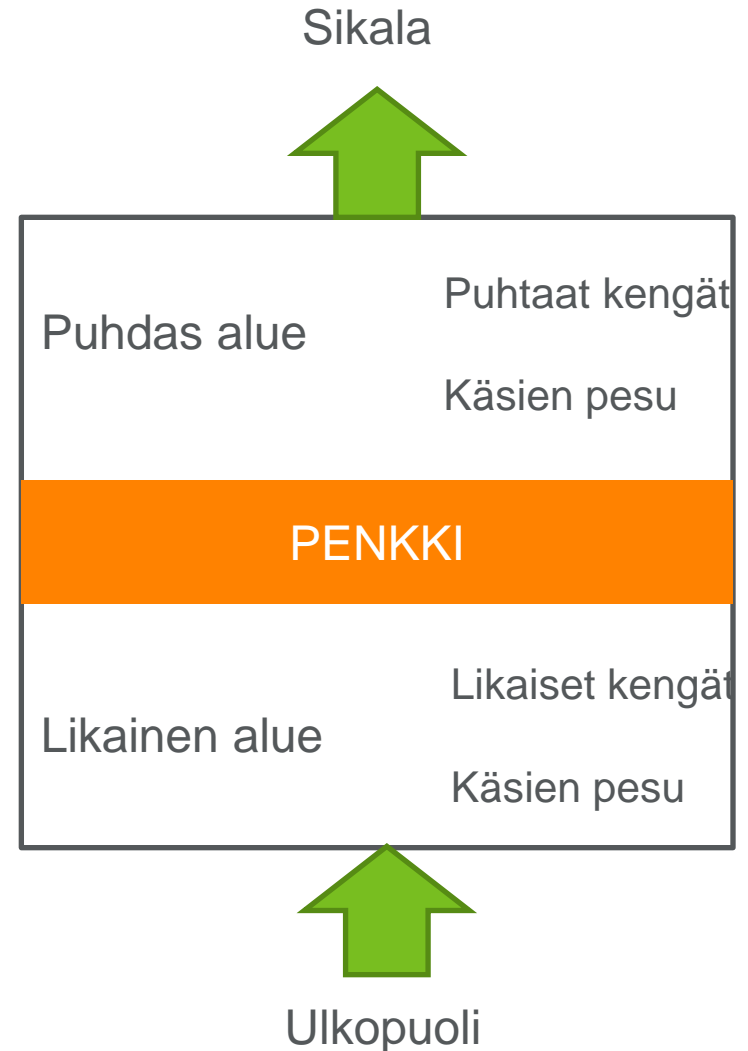 Sikala
Puhtaat kengät
Puhdas alue
Käsien pesu
PENKKI
Likaiset kengät
Likainen alue
Käsien pesu
Ulkopuoli